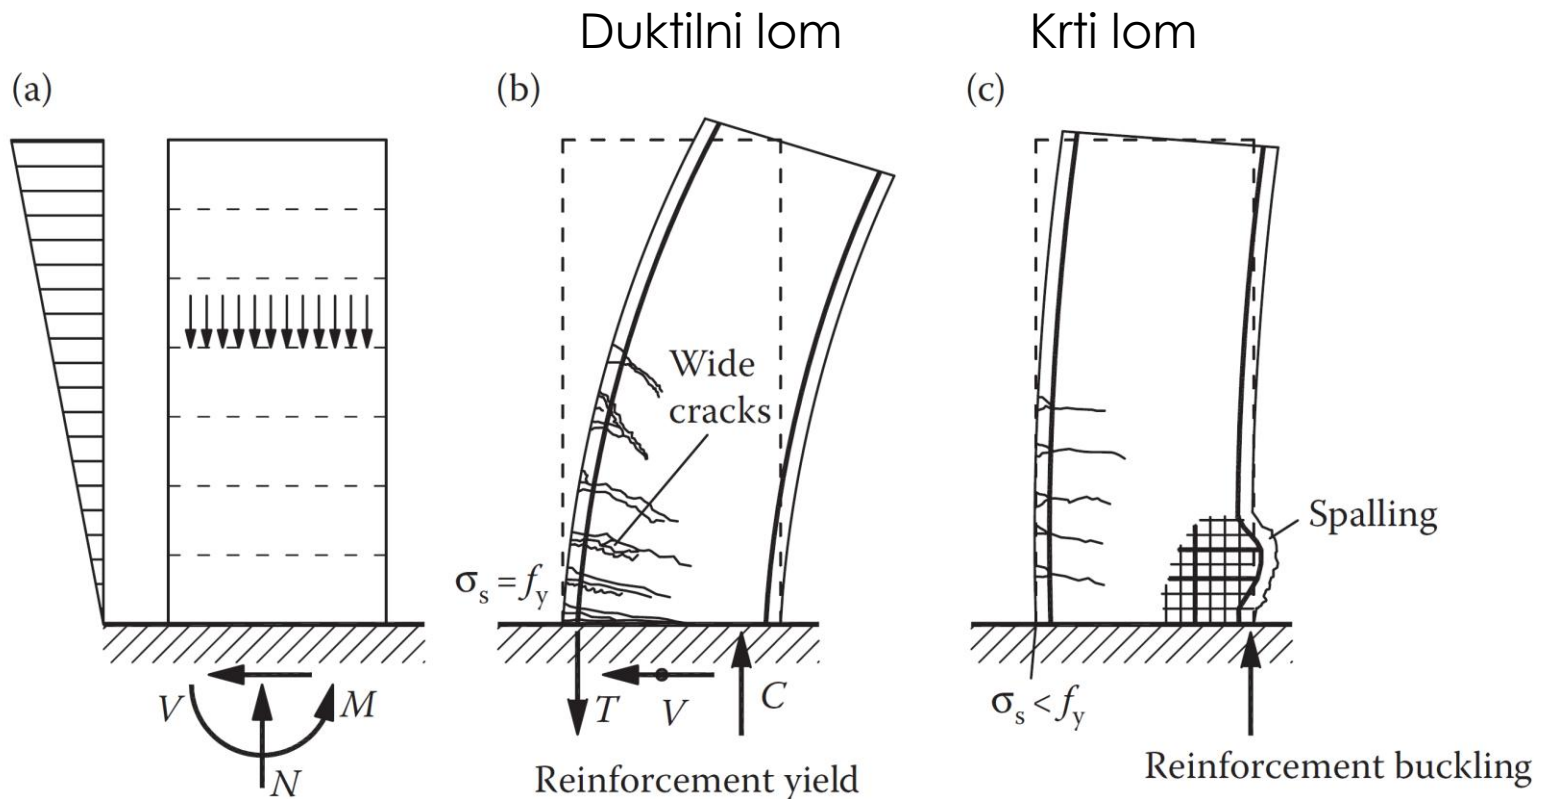 Duktilni lom
Krti lom
(a)
(b)
(c)
Wide
cracks
Spalling
σs = fy
V
M
N
T
V
C
σs < fy
Reinforcement yield
Reinforcement buckling